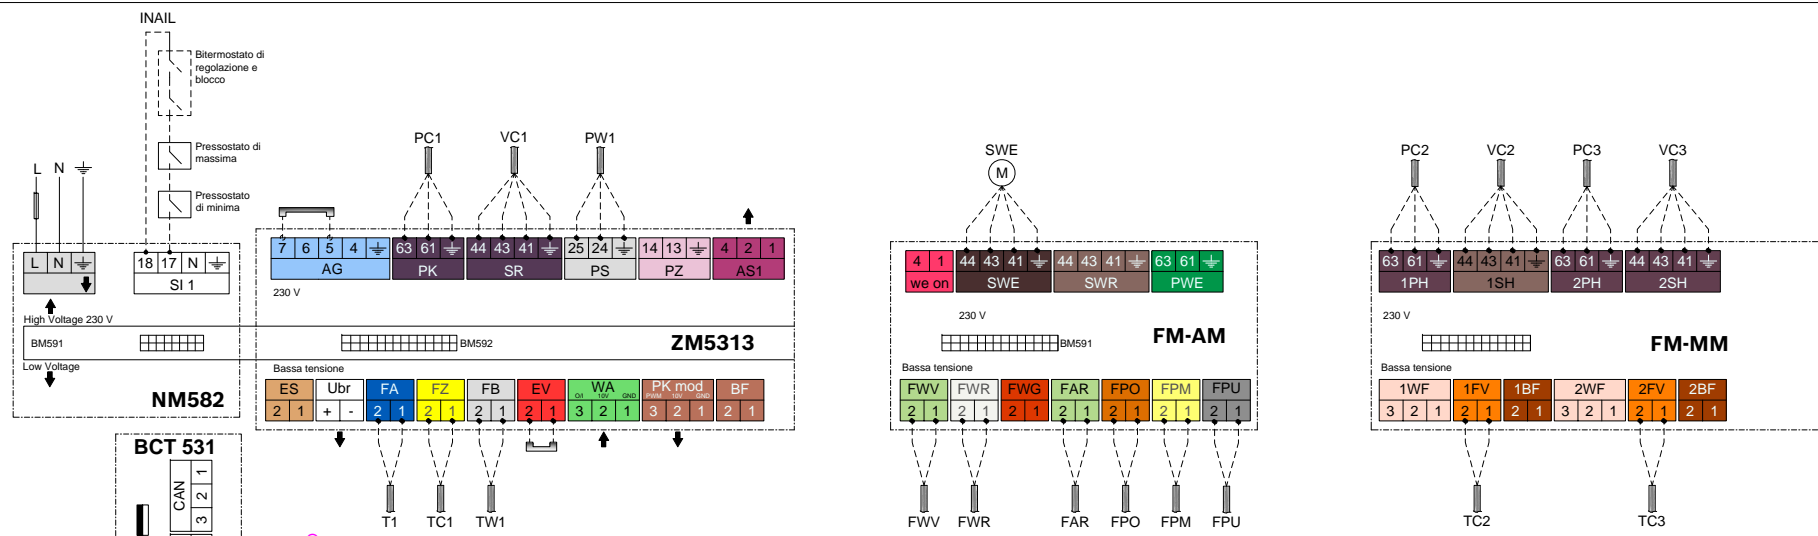 INAIL
Bitermostato di
regolazione e
blocco
Pressostato di
massima
Pressostato
di minima
L N
PC1 VC1 PW1
SWE
M
PC2 VC2 PC3 VC3
L N
18 17 N
SI 1
7 6 5 4
AG
63 61
PK
44 43 41
SR
25 24
PS
14 13
PZ
4 2 1
AS1
230 V
4 1
we on
44 43 41
SWE
44 43 41
SWR
63 61
PWE
230 V
63 61
1PH
44 43 41
1SH
63 61
2PH
44 43 41
2SH
230 V
High Voltage 230 V
BM591
Low Voltage
NM582
BM592
ZM5313
BM591
FM-AM
FM-MM
Bassa tensione
ES
2 1
Ubr
+ -
FA
2 1
FZ
2 1
FB
2 1
EV
2 1
WA
O/I 10V GND
3 2 1
PK mod
PWM 10V GND
3 2 1
BF
2 1
T1 TC1 TW1
Bassa tensione
FWV
2 1
FWR
2 1
FWG
2 1
FAR
2 1
FPO
2 1
FPM
2 1
FPU
2 1
FWV FWR FAR FPO FPM FPU
Bassa tensione
1WF
3 2 1
1FV
2 1
1BF
2 1
2WF
3 2 1
2FV
2 1
2BF
2 1
TC2 TC3
BCT 531
CAN
1
2
3